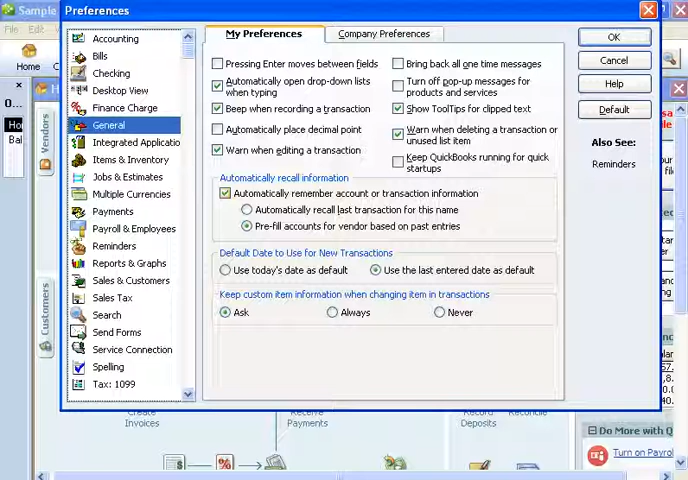 Sample
Preferences
File
Edit
Home
Vendors
Customers
Accounting
Bills
Checking
Desktop View
Finance Charge
General
Integrated Applicatio
Items & Inventory
Jobs & Estimates
Multiple Currencies
Payments
Payroll & Employees
Reminders
Reports & Graphs
Sales & Customers
Sales Tax
Search
Send Forms
Service Connection
Spelling
Tax: 1099
My Preferences
Company Preferences
Pressing Enter moves between fields
Automatically open drop-down lists
when typing
Beep when recording a transaction
Automatically place decimal point
Warn when editing a transaction
Bring back all one time messages
Turn off pop-up messages for
products and services
Show ToolTips for clipped text
Warn when deleting a transaction or
unused list item
Keep QuickBooks running for quick
startups
Automatically recall information
Automatically remember account or transaction information
Automatically recall last transaction for this name
Pre-fill accounts for vendor based on past entries
Default Date to Use for New Transactions
Use today's date as default
Use the last entered date as default
Keep custom item information when changing item in transactions
Ask
Always
Never
OK
Cancel
Help
Default
Also See:
Reminders
Create
Invoices
Receive
Payments
Record
Deposits
Reconcile
Do More with Q
Turn on Payrol